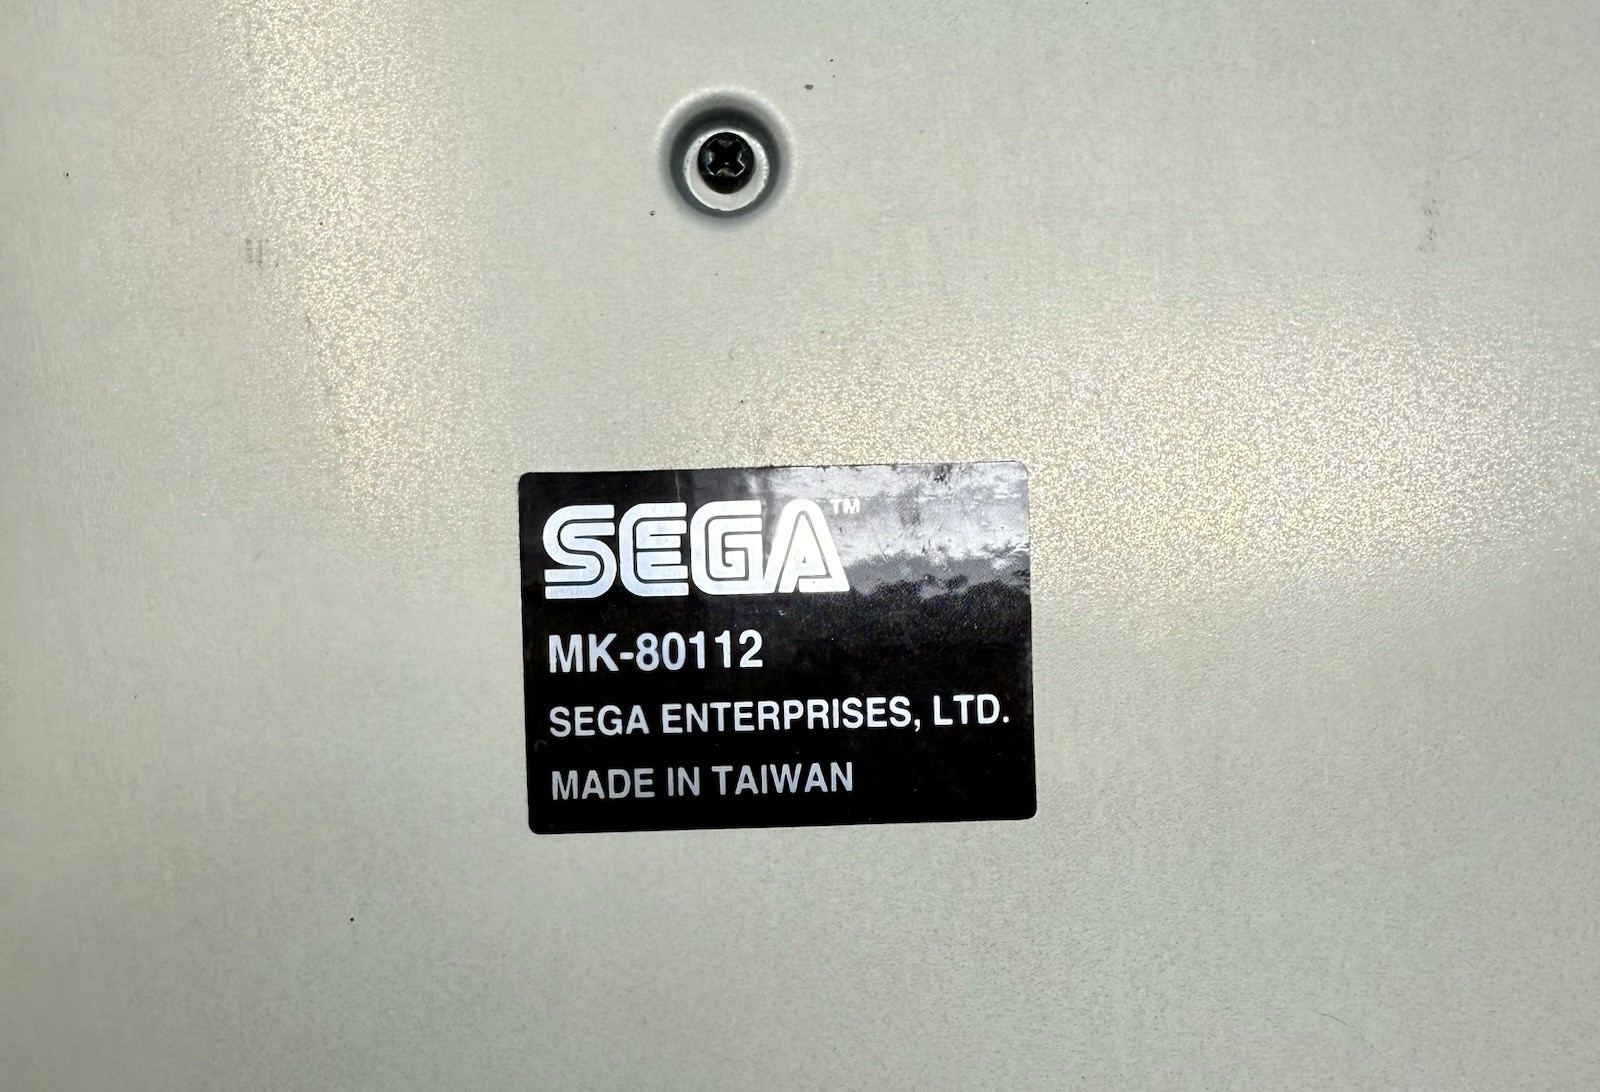 SEGA™
MK-80112
SEGA ENTERPRISES, LTD.
MADE IN TAIWAN